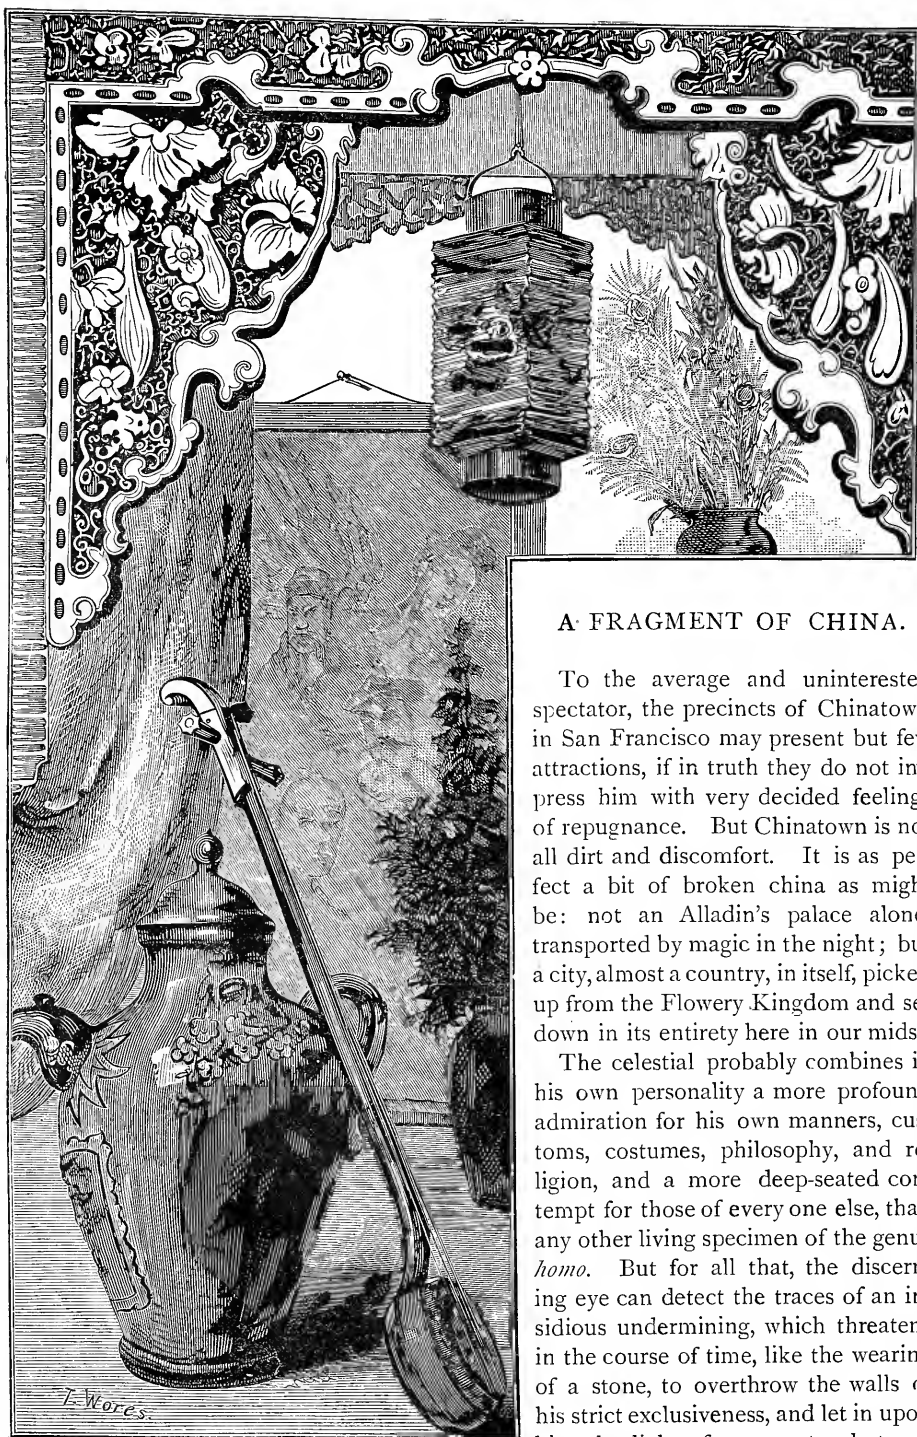 A FRAGMENT OF CHINA.
To the average and unintereste
spectator, the precincts of Chinatow
in San Francisco may present but fe
attractions, if in truth they do not in
press him with very decided feeling
of repugnance. But Chinatown is no
all dirt and discomfort. It is as pe
fect a bit of broken china as migh
be: not an Alladin's palace alon
transported by magic in the night; bu
a city, almost a country, in itself, picke
up from the Flowery Kingdom and se
down in its entirety here in our mids
The celestial probably combines i
his own personality a more profoun
admiration for his own manners, cu
toms, costumes, philosophy, and r
ligion, and a more deep-seated con
tempt for those of every one else, tha
any other living specimen of the genu
homo. But for all that, the discern
ing eye can detect the traces of an in
sidious undermining, which threaten
in the course of time, like the wearin
of a stone, to overthrow the walls o
his strict exclusiveness, and let in upo
T. Wores.